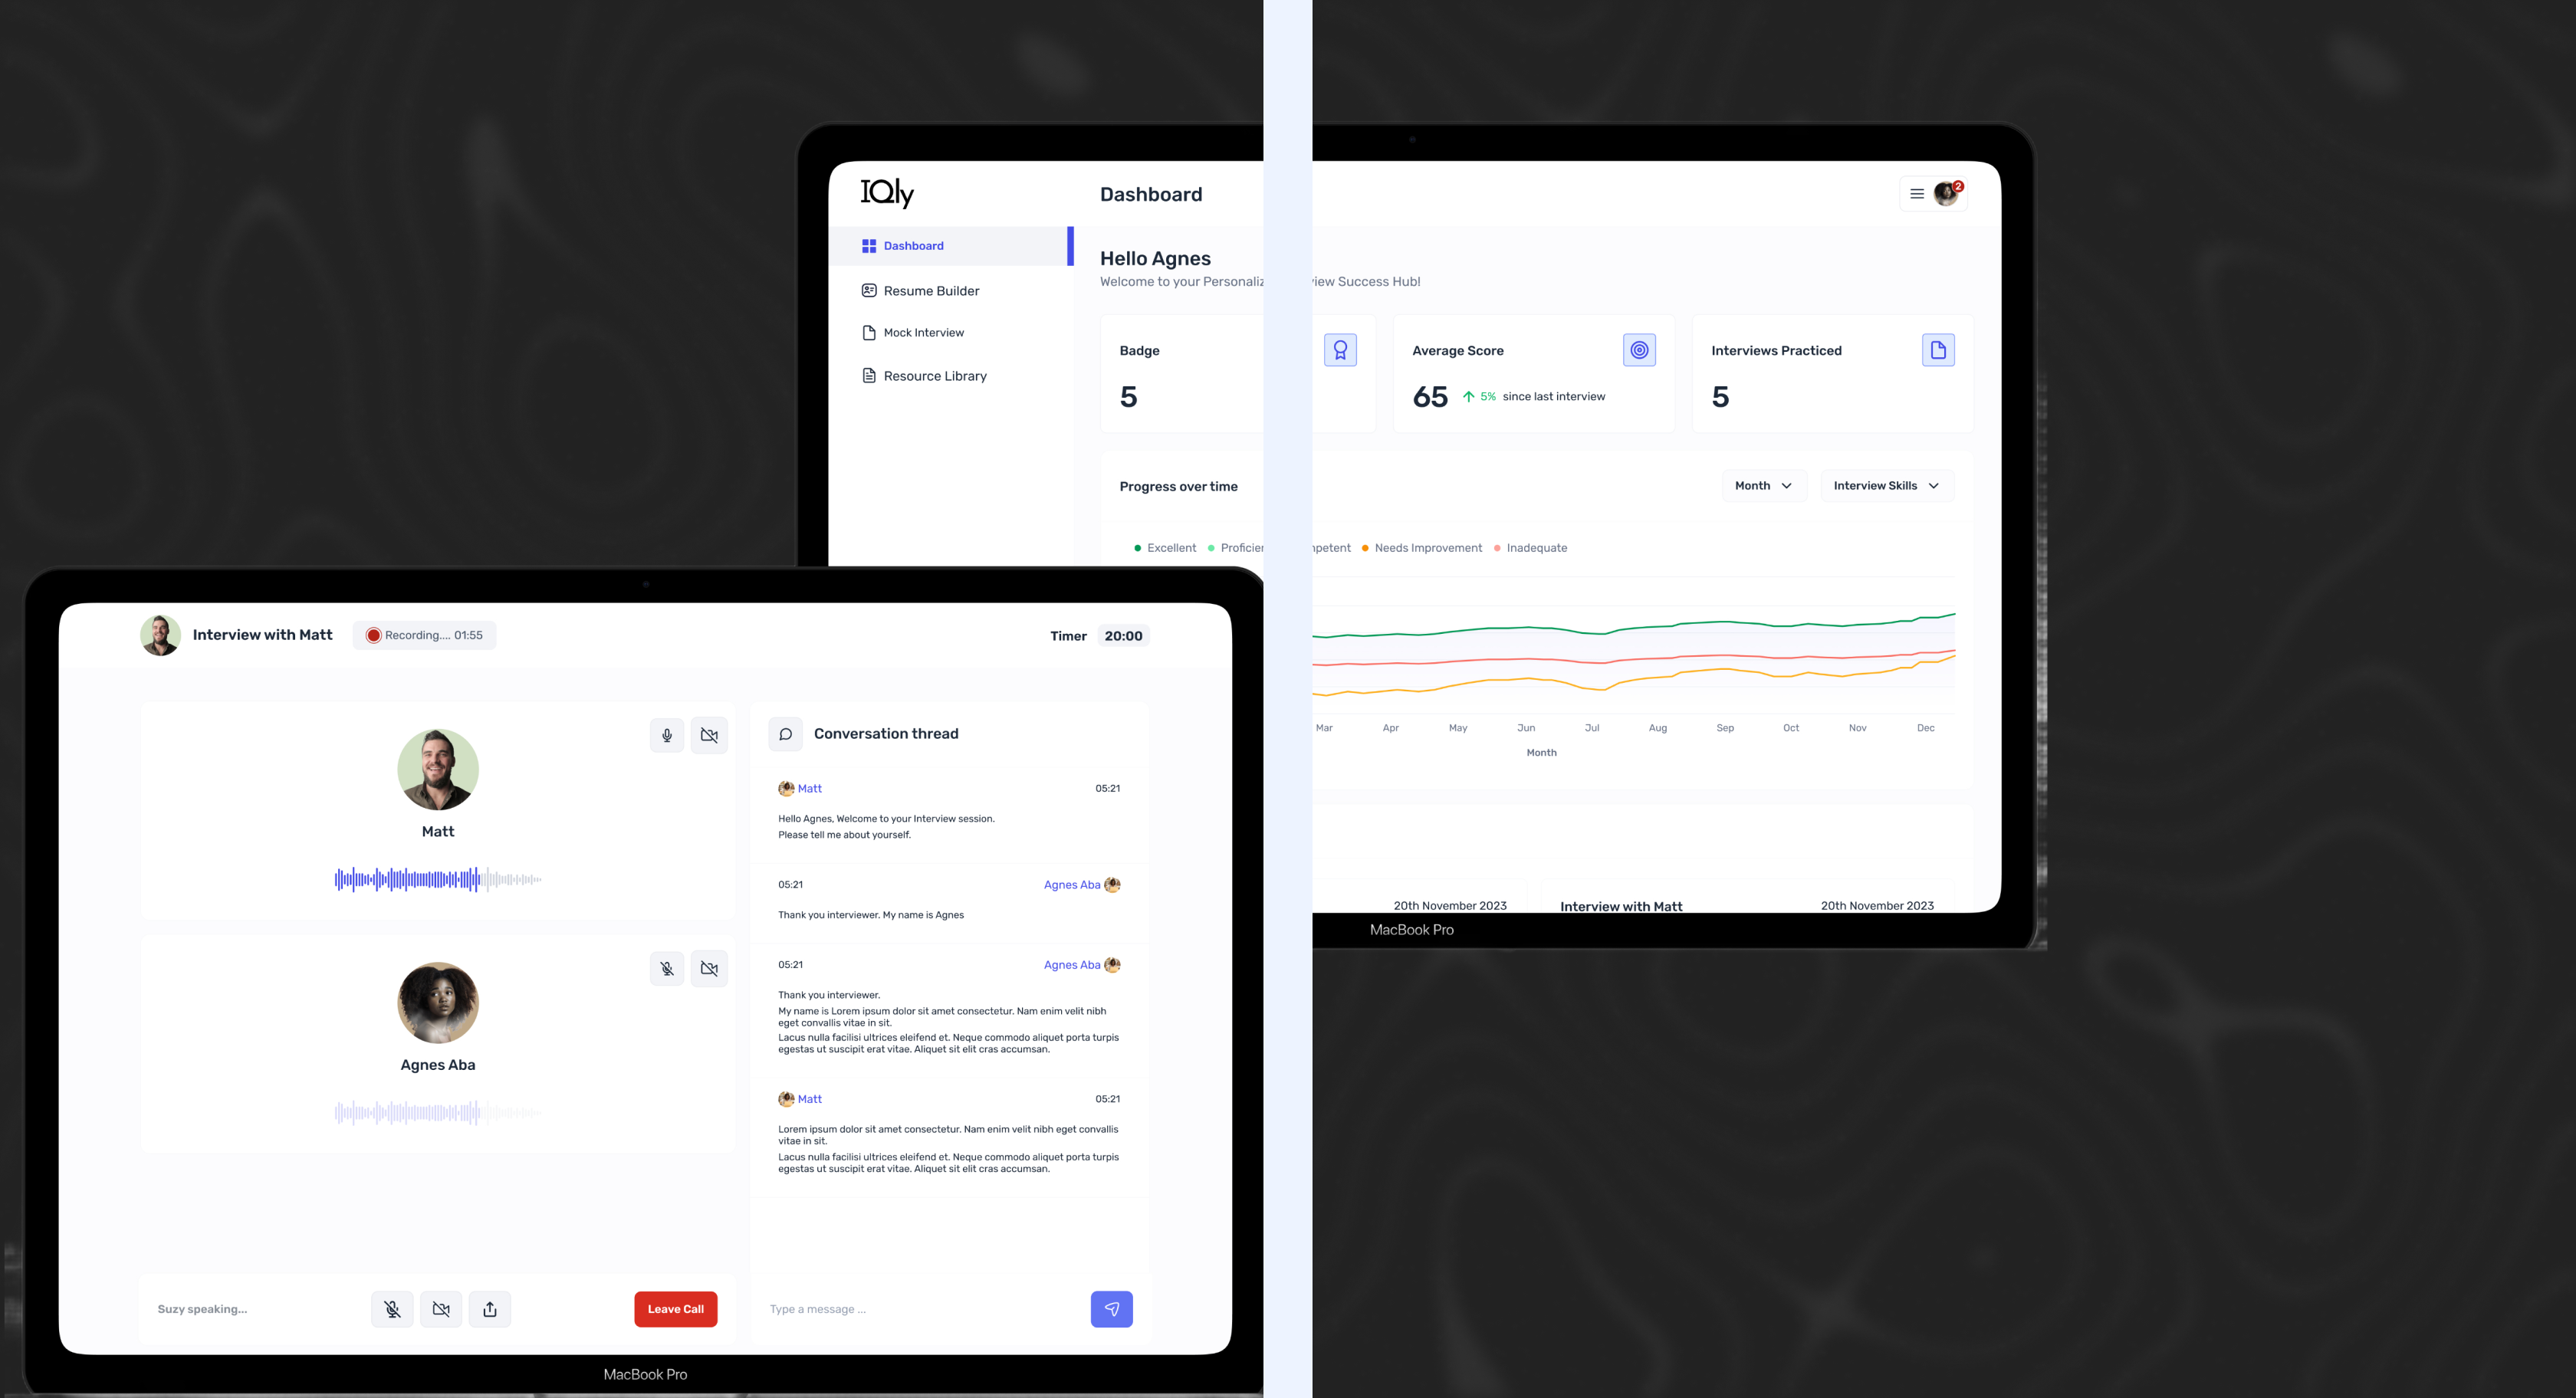 IQly
Dashboard
2
Dashboard
Resume Builder
Mock Interview
Resource Library
Hello Agnes
Welcome to your
Success Hub!
Badge
5
Average Score
65
5% since last interview
Interviews Practiced
5
Progress over time
Month
Interview Skills
Excellent
Needs Improvement
Inadequate
Mar Apr May Jun Jul Aug Sep Oct Nov Dec
Month
20th November 2023
Interview with Matt
20th November 2023
MacBook Pro
Interview with Matt
Recording.... 01:55
Timer 20:00
Matt
Agnes Aba
Suzy speaking...
Leave Call
Conversation thread
Matt 05:21
Hello Agnes, Welcome to your Interview session.
Please tell me about yourself.
05:21 Agnes Aba
Thank you interviewer. My name is Agnes
05:21 Agnes Aba
Thank you interviewer.
My name is Lorem ipsum dolor sit amet consectetur. Nam enim velit nibh
eget convallis vitae in sit.
Lacus nulla facilisi ultrices eleifend et. Neque commodo aliquet porta turpis
egestas ut suscipit erat vitae. Aliquet sit elit cras accumsan.
Matt 05:21
Lorem ipsum dolor sit amet consectetur. Nam enim velit nibh eget convallis
vitae in sit.
Lacus nulla facilisi ultrices eleifend et. Neque commodo aliquet porta turpis
egestas ut suscipit erat vitae. Aliquet sit elit cras accumsan.
Type a message ...
MacBook Pro